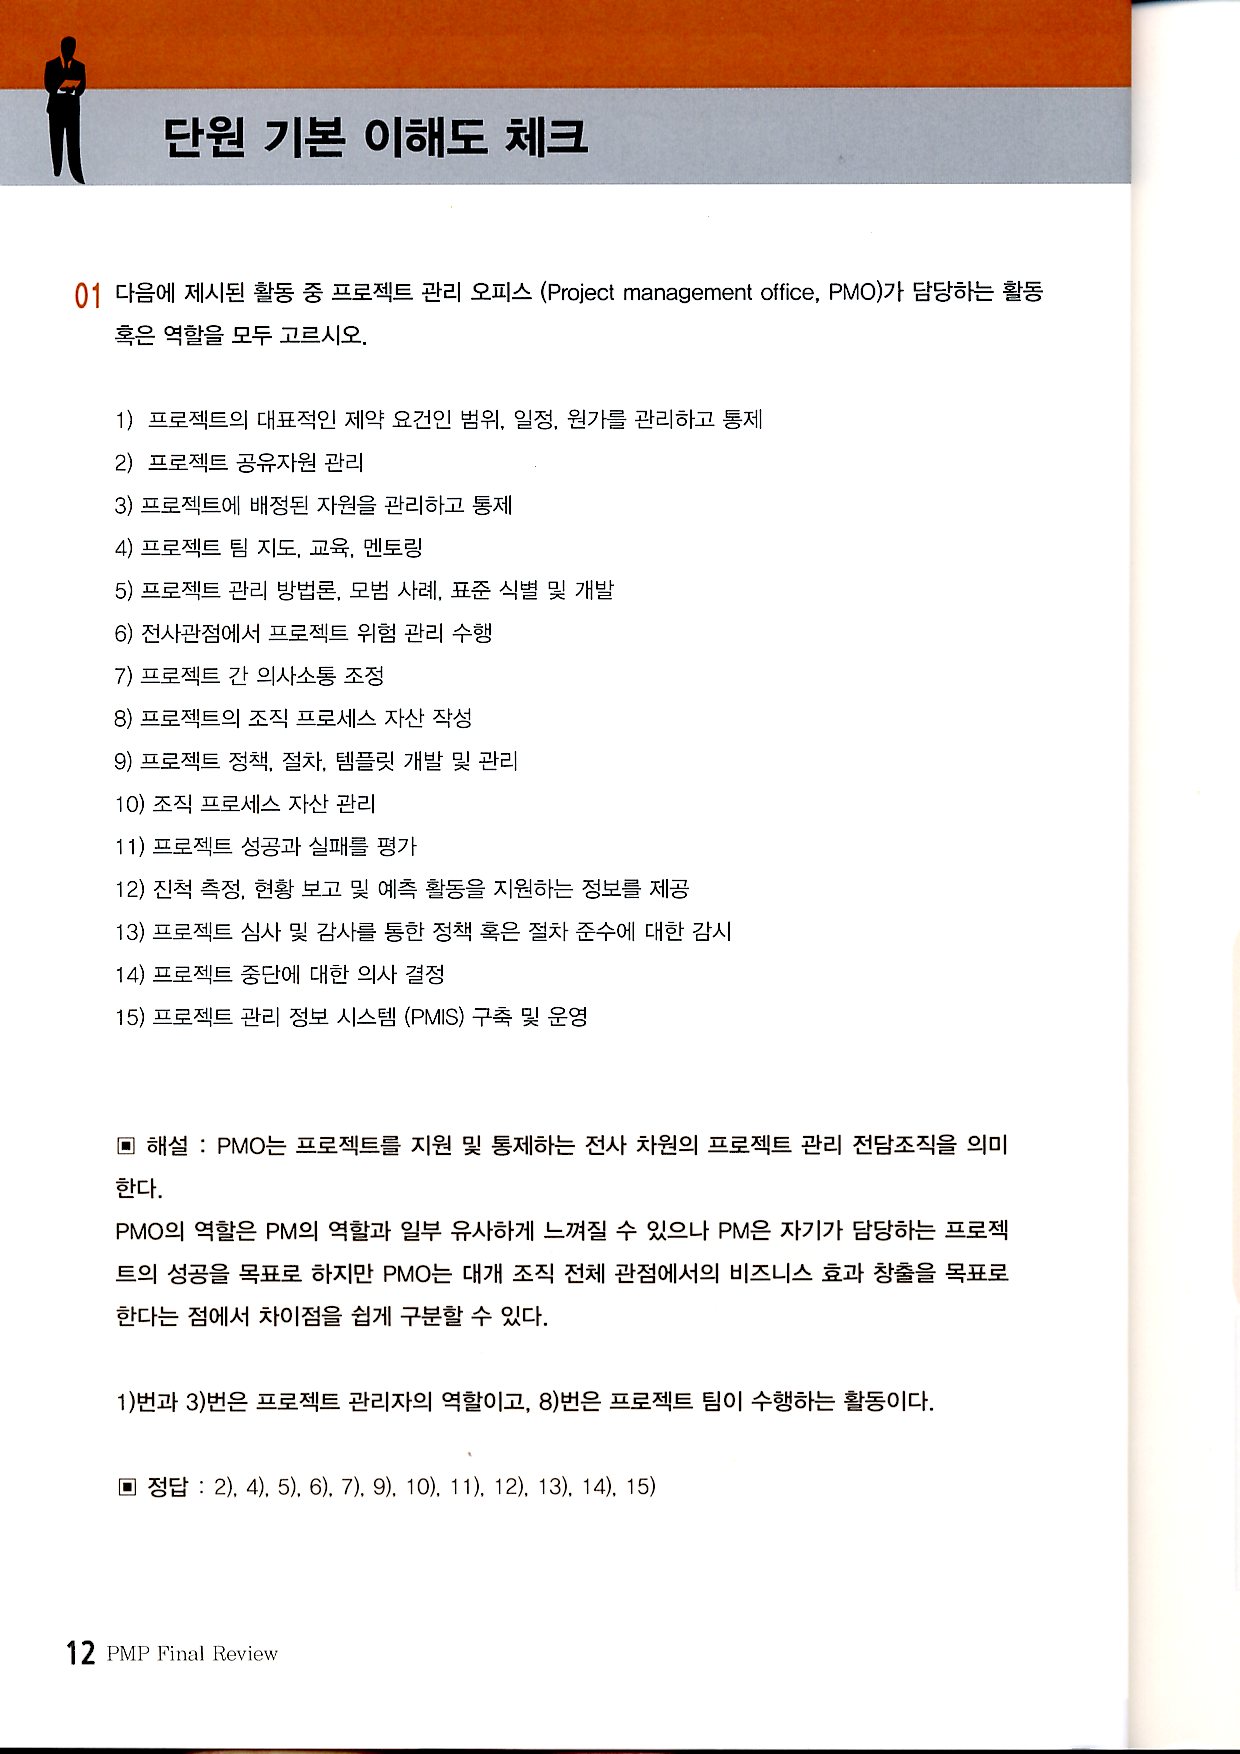 단원 기본 이해도 체크
01 다음에 제시된 활동 중 프로젝트 관리 오피스 (Project management office, PMO)가 담당하는 활동
혹은 역할을 모두 고르시오.
1) 프로젝트의 대표적인 제약 요건인 범위, 일정, 원가를 관리하고 통제
2) 프로젝트 공유자원 관리
3) 프로젝트에 배정된 자원을 관리하고 통제
4) 프로젝트 팀 지도, 교육, 멘토링
5) 프로젝트 관리 방법론, 모범 사례, 표준 식별 및 개발
6) 전사관점에서 프로젝트 위험 관리 수행
7) 프로젝트 간 의사소통 조정
8) 프로젝트의 조직 프로세스 자산 작성
9) 프로젝트 정책, 절차, 템플릿 개발 및 관리
10) 조직 프로세스 자산 관리
11) 프로젝트 성공과 실패를 평가
12) 진척 측정, 현황 보고 및 예측 활동을 지원하는 정보를 제공
13) 프로젝트 심사 및 감사를 통한 정책 혹은 절차 준수에 대한 감시
14) 프로젝트 중단에 대한 의사 결정
15) 프로젝트 관리 정보 시스템 (PMIS) 구축 및 운영
▣ 해설 : PMO는 프로젝트를 지원 및 통제하는 전사 차원의 프로젝트 관리 전담조직을 의미
한다.
PMO의 역할은 PM의 역할과 일부 유사하게 느껴질 수 있으나 PM은 자기가 담당하는 프로젝
트의 성공을 목표로 하지만 PMO는 대개 조직 전체 관점에서의 비즈니스 효과 창출을 목표로
한다는 점에서 차이점을 쉽게 구분할 수 있다.
1)번과 3)번은 프로젝트 관리자의 역할이고, 8)번은 프로젝트 팀이 수행하는 활동이다.
▣ 정답 : 2), 4), 5), 6), 7), 9), 10), 11), 12), 13), 14), 15)
12 PMP Final Review